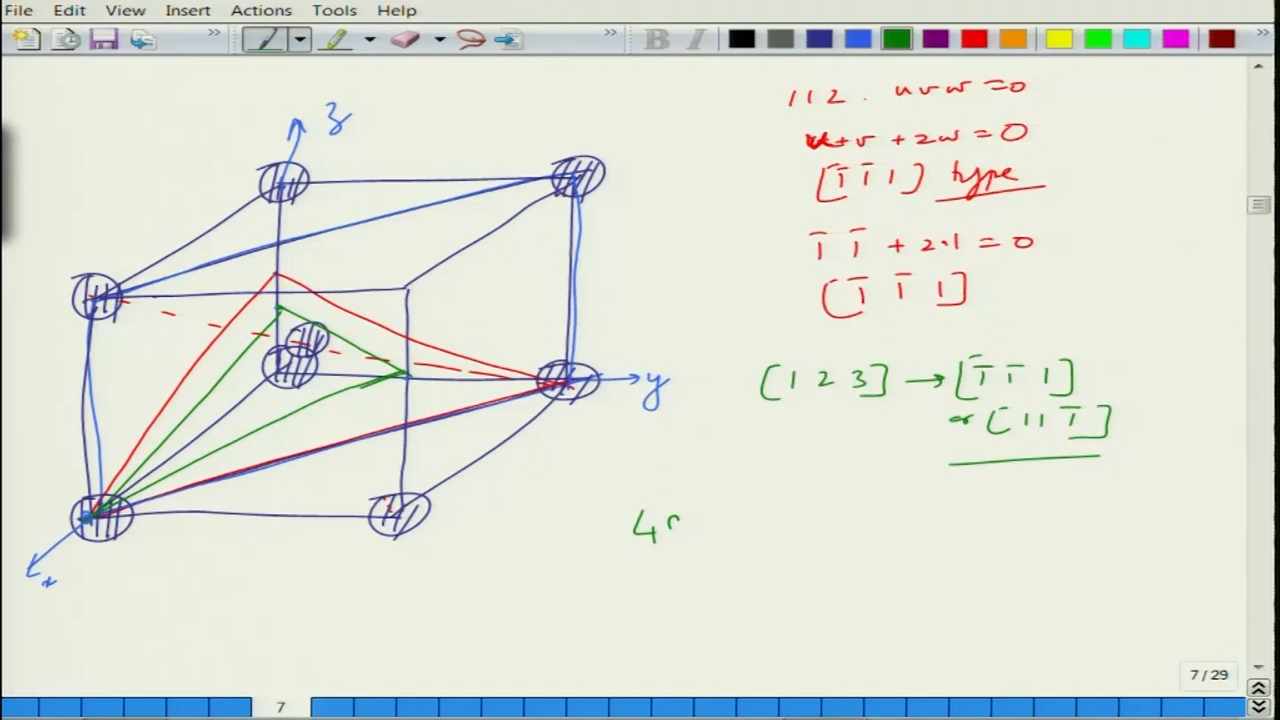 File Edit View Insert Actions Tools Help
B I
z
112. uvw = 0
u+v+2w = 0
[1̄ 1̄ 1] type
1̄ 1̄ + 2·1 = 0
[1̄ 1̄ 1]
[1 2 3] → [1̄ 1̄ 1]
or [1 1 1̄]
y
x
4
7/29
7